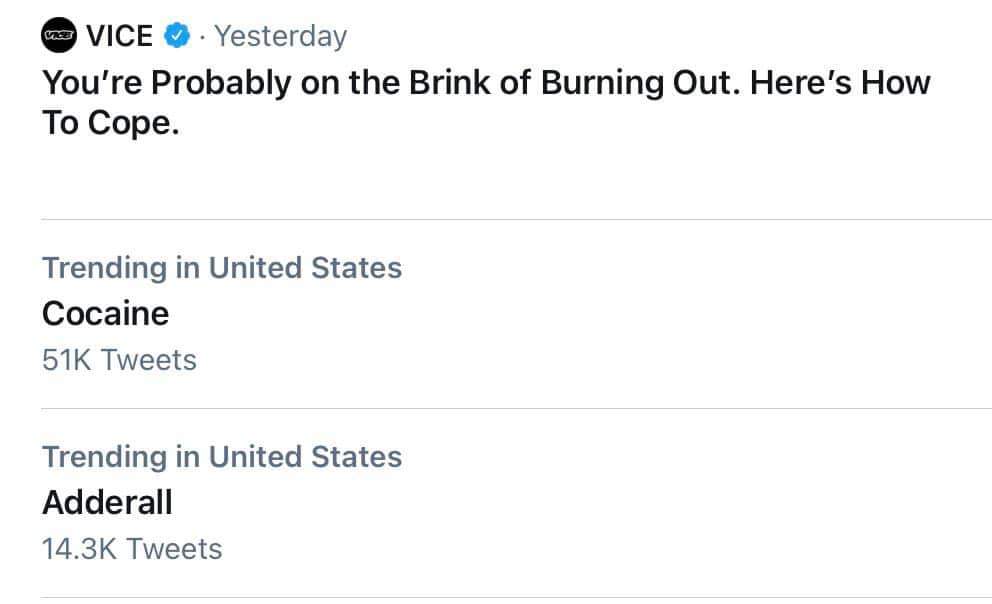 VICE VICE · Yesterday
You’re Probably on the Brink of Burning Out. Here’s How
To Cope.
Trending in United States
Cocaine
51K Tweets
Trending in United States
Adderall
14.3K Tweets